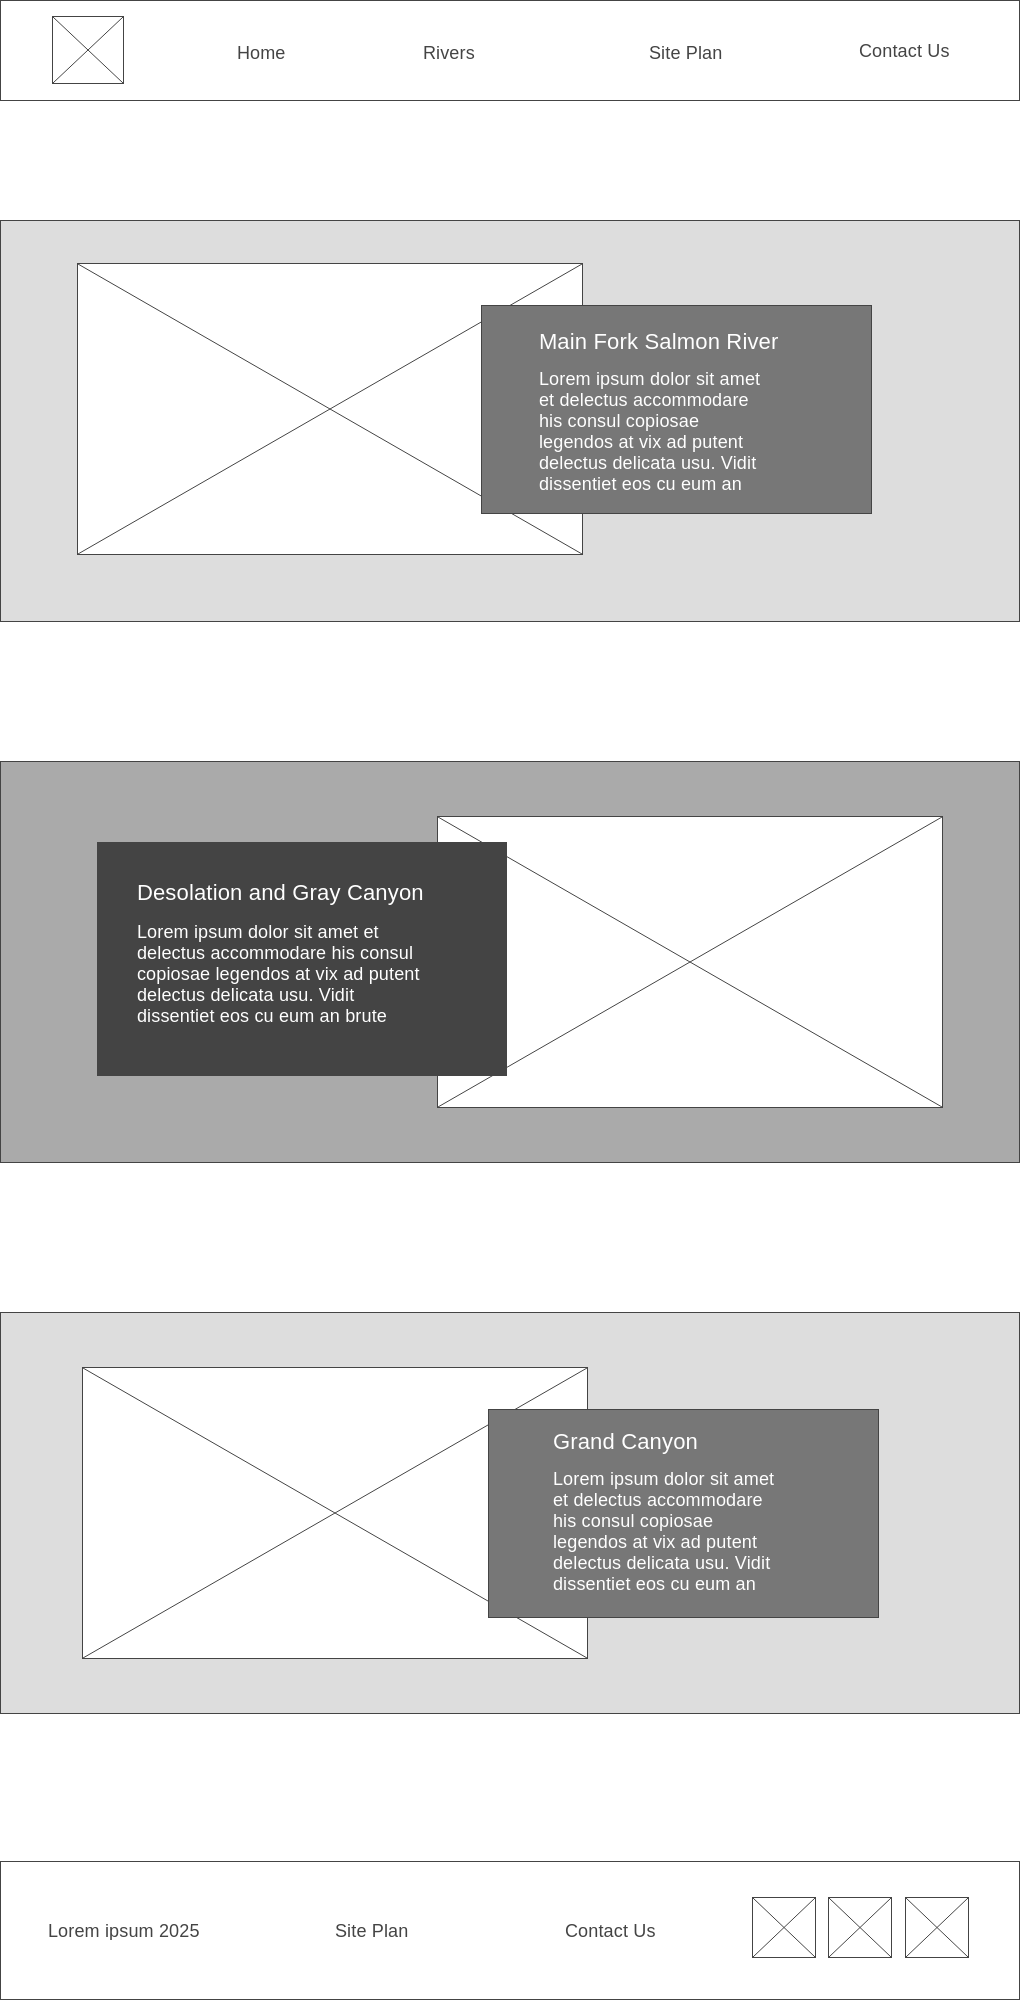 Home
Rivers
Site Plan
Contact Us
Main Fork Salmon River
Lorem ipsum dolor sit amet
et delectus accommodare
his consul copiosae
legendos at vix ad putent
delectus delicata usu. Vidit
dissentiet eos cu eum an
Desolation and Gray Canyon
Lorem ipsum dolor sit amet et
delectus accommodare his consul
copiosae legendos at vix ad putent
delectus delicata usu. Vidit
dissentiet eos cu eum an brute
Grand Canyon
Lorem ipsum dolor sit amet
et delectus accommodare
his consul copiosae
legendos at vix ad putent
delectus delicata usu. Vidit
dissentiet eos cu eum an
Lorem ipsum 2025
Site Plan
Contact Us